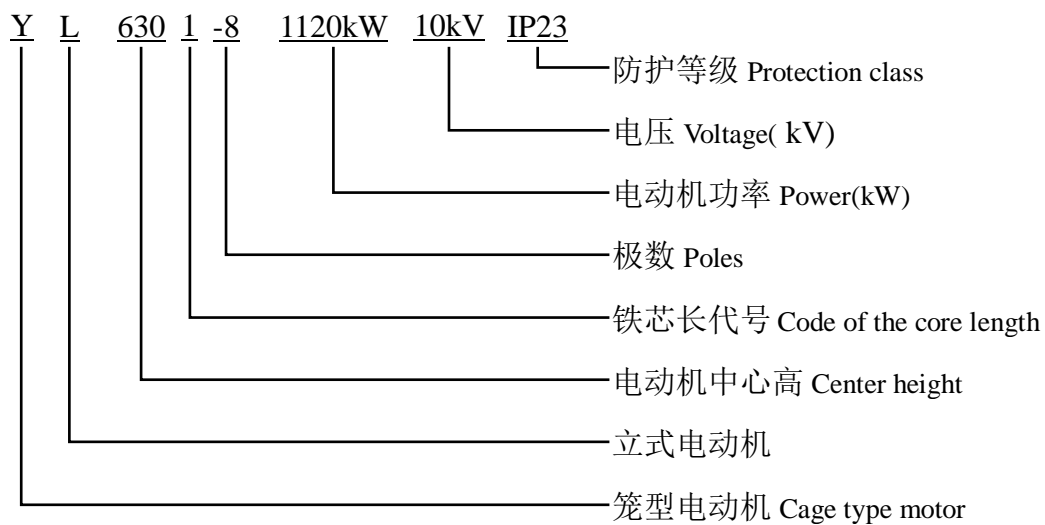 Y L 630 1 -8 1120kW 10kV IP23
防护等级 Protection class
电压 Voltage( kV)
电动机功率 Power(kW)
极数 Poles
铁芯长代号 Code of the core length
电动机中心高 Center height
立式电动机
笼型电动机 Cage type motor